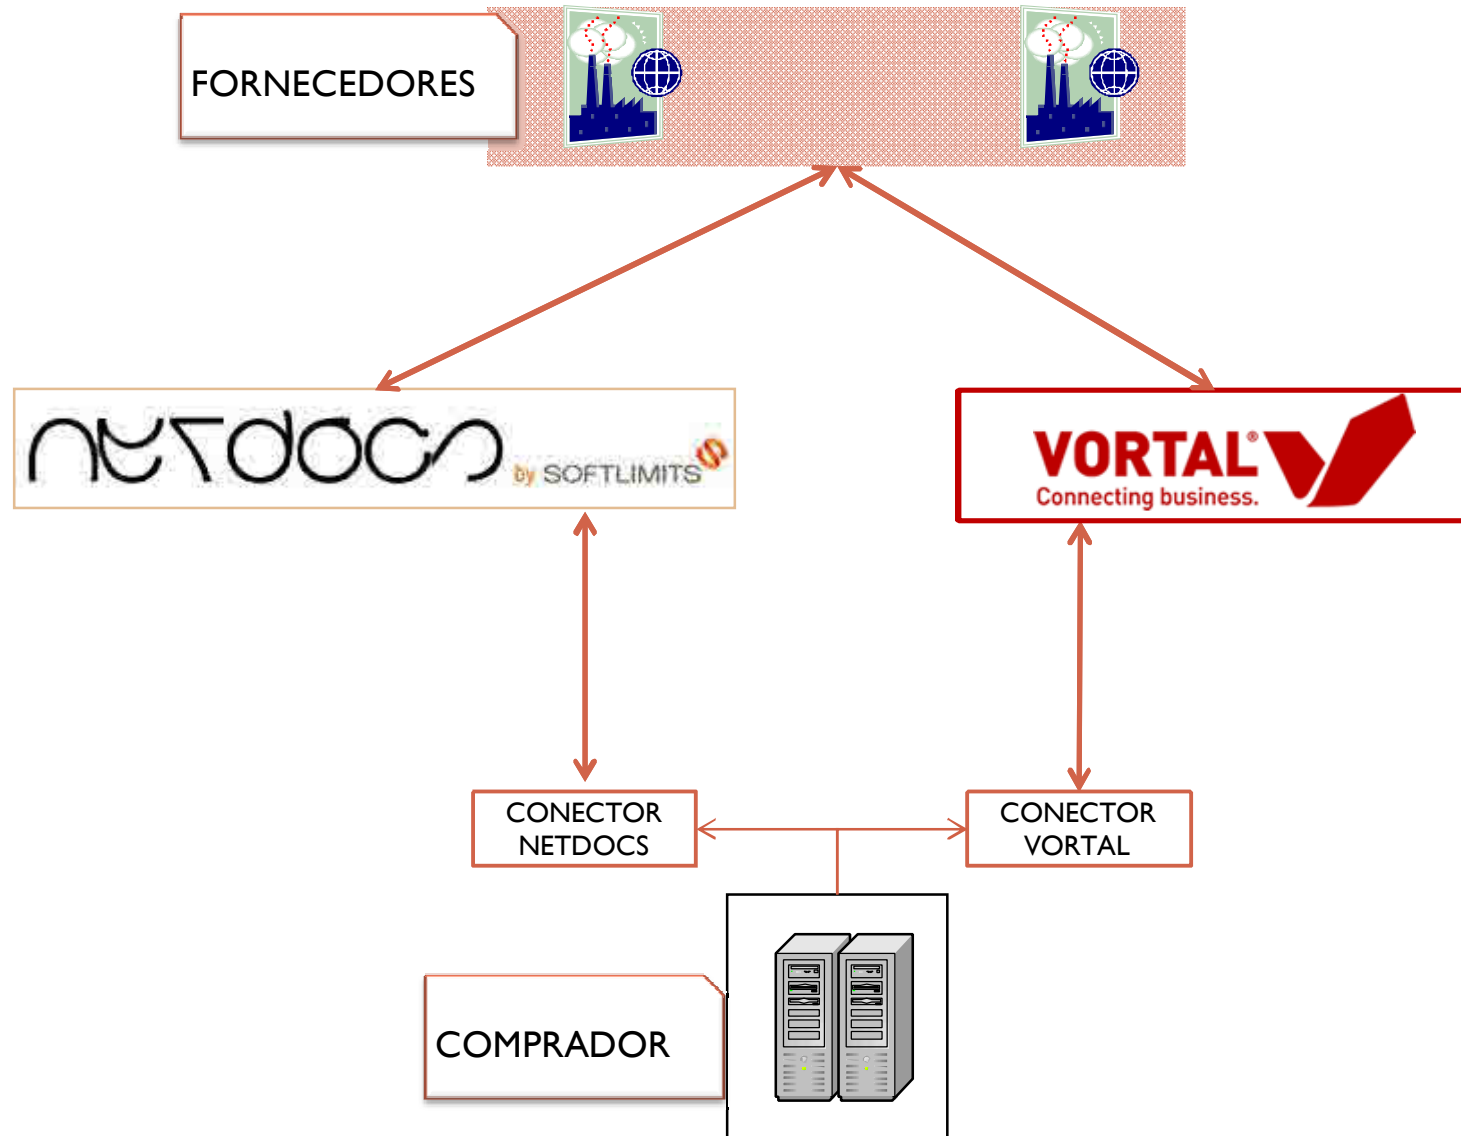 FORNECEDORES
netdocs by SOFTLIMITS
VORTAL®
Connecting business.
CONECTOR
NETDOCS
CONECTOR
VORTAL
COMPRADOR